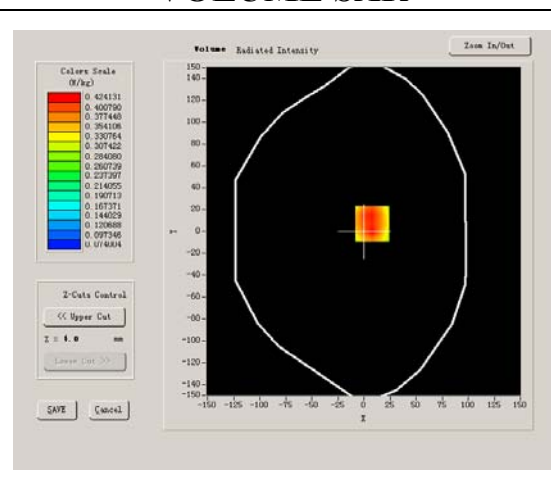 VOLUME SAR
Volume Radiated Intensity
Zoom In/Out
Colors Scale
(W/kg)
0.424131
0.400790
0.377448
0.354106
0.330764
0.307422
0.284080
0.260739
0.237397
0.214055
0.190713
0.167371
0.144029
0.120688
0.097346
0.074004
Z-Cuts Control
<< Upper Cut
Z = 4.0 mm
Lower Cut >>
SAVE
Cancel
150
140
120
100
80
60
40
20
0
-20
-40
-60
-80
-100
-120
-140
-150
Y
-150 -125 -100 -75 -50 -25 0 25 50 75 100 125 150
X